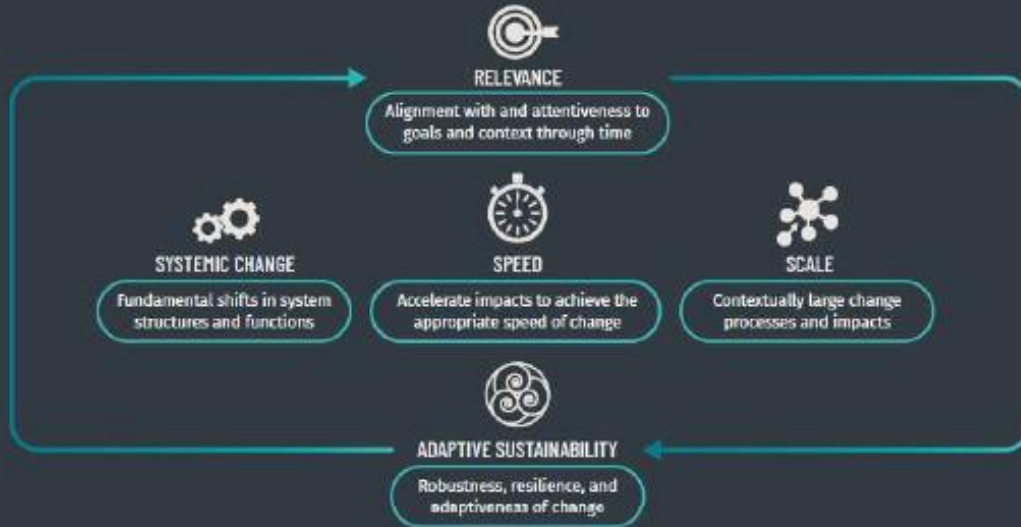 RELEVANCE
Alignment with and attentiveness to
goals and context through time
SYSTEMIC CHANGE
Fundamental shifts in system
structures and functions
SPEED
Accelerate impacts to achieve the
appropriate speed of change
SCALE
Contextually large change
processes and impacts
ADAPTIVE SUSTAINABILITY
Robustness, resilience, and
adaptiveness of change